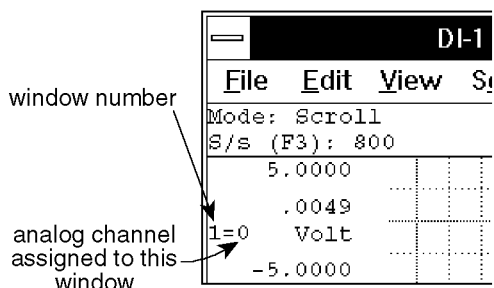 DI-1
File Edit View
Mode: Scroll
S/s (F3): 800
5.0000
.0049
1=0 Volt
-5.0000
window number
analog channel
assigned to this
window